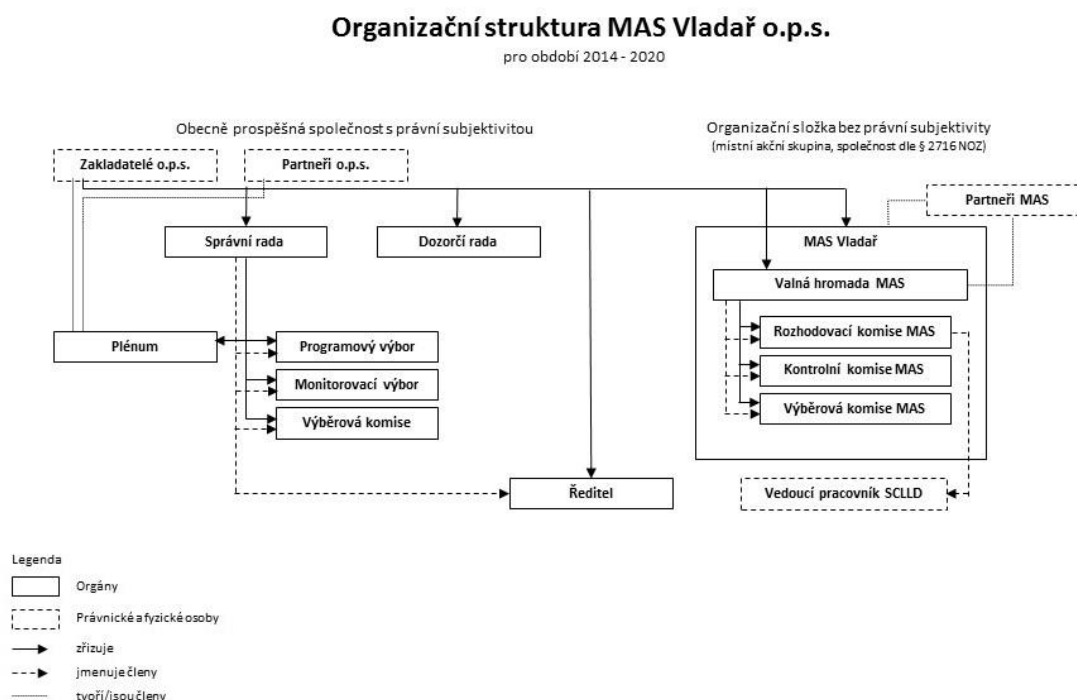 Organizační struktura MAS Vladař o.p.s.
pro období 2014 - 2020
Obecně prospěšná společnost s právní subjektivitou
Organizační složka bez právní subjektivity
(místní akční skupina, společnost dle § 2716 NOZ)
Zakladatelé o.p.s.
Partneři o.p.s.
Partneři MAS
Správní rada
Dozorčí rada
MAS Vladař
Valná hromada MAS
Plénum
Programový výbor
Monitorovací výbor
Výběrová komise
Rozhodovací komise MAS
Kontrolní komise MAS
Výběrová komise MAS
Ředitel
Vedoucí pracovník SCLLD
Legenda
Orgány
Právnické a fyzické osoby
zřizuje
jmenuje členy
tvoří/jsou členy